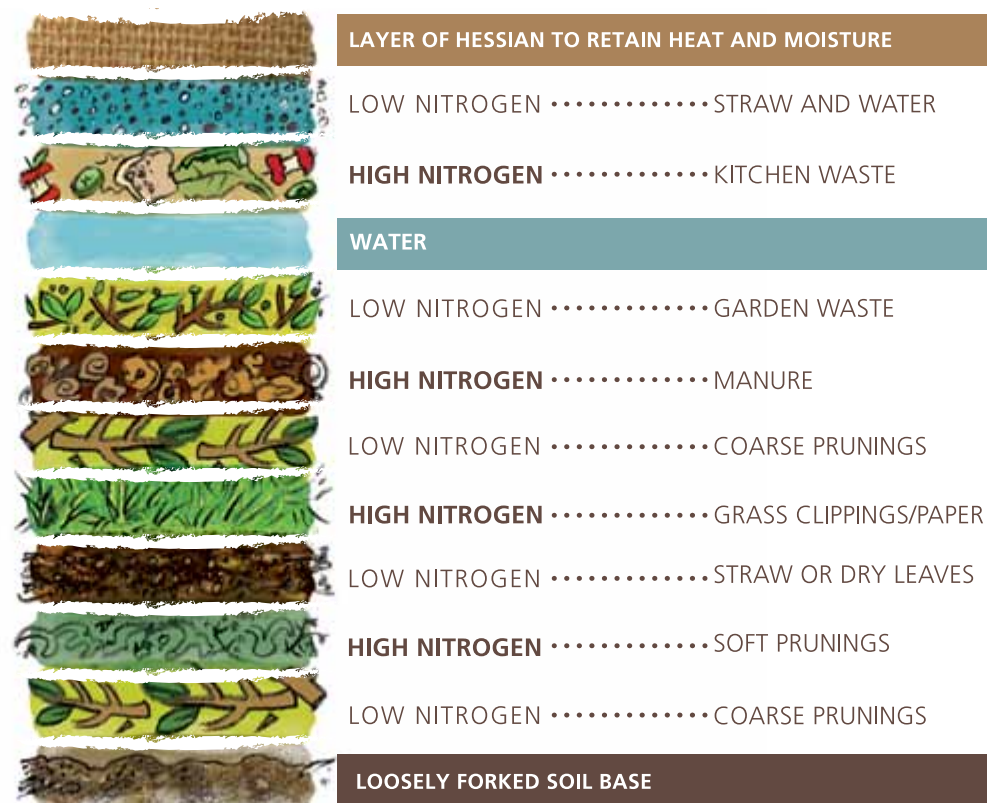 LAYER OF HESSIAN TO RETAIN HEAT AND MOISTURE
LOW NITROGEN ············· STRAW AND WATER
HIGH NITROGEN ············· KITCHEN WASTE
WATER
LOW NITROGEN ············· GARDEN WASTE
HIGH NITROGEN ············· MANURE
LOW NITROGEN ············· COARSE PRUNINGS
HIGH NITROGEN ············· GRASS CLIPPINGS/PAPER
LOW NITROGEN ············· STRAW OR DRY LEAVES
HIGH NITROGEN ············· SOFT PRUNINGS
LOW NITROGEN ············· COARSE PRUNINGS
LOOSELY FORKED SOIL BASE